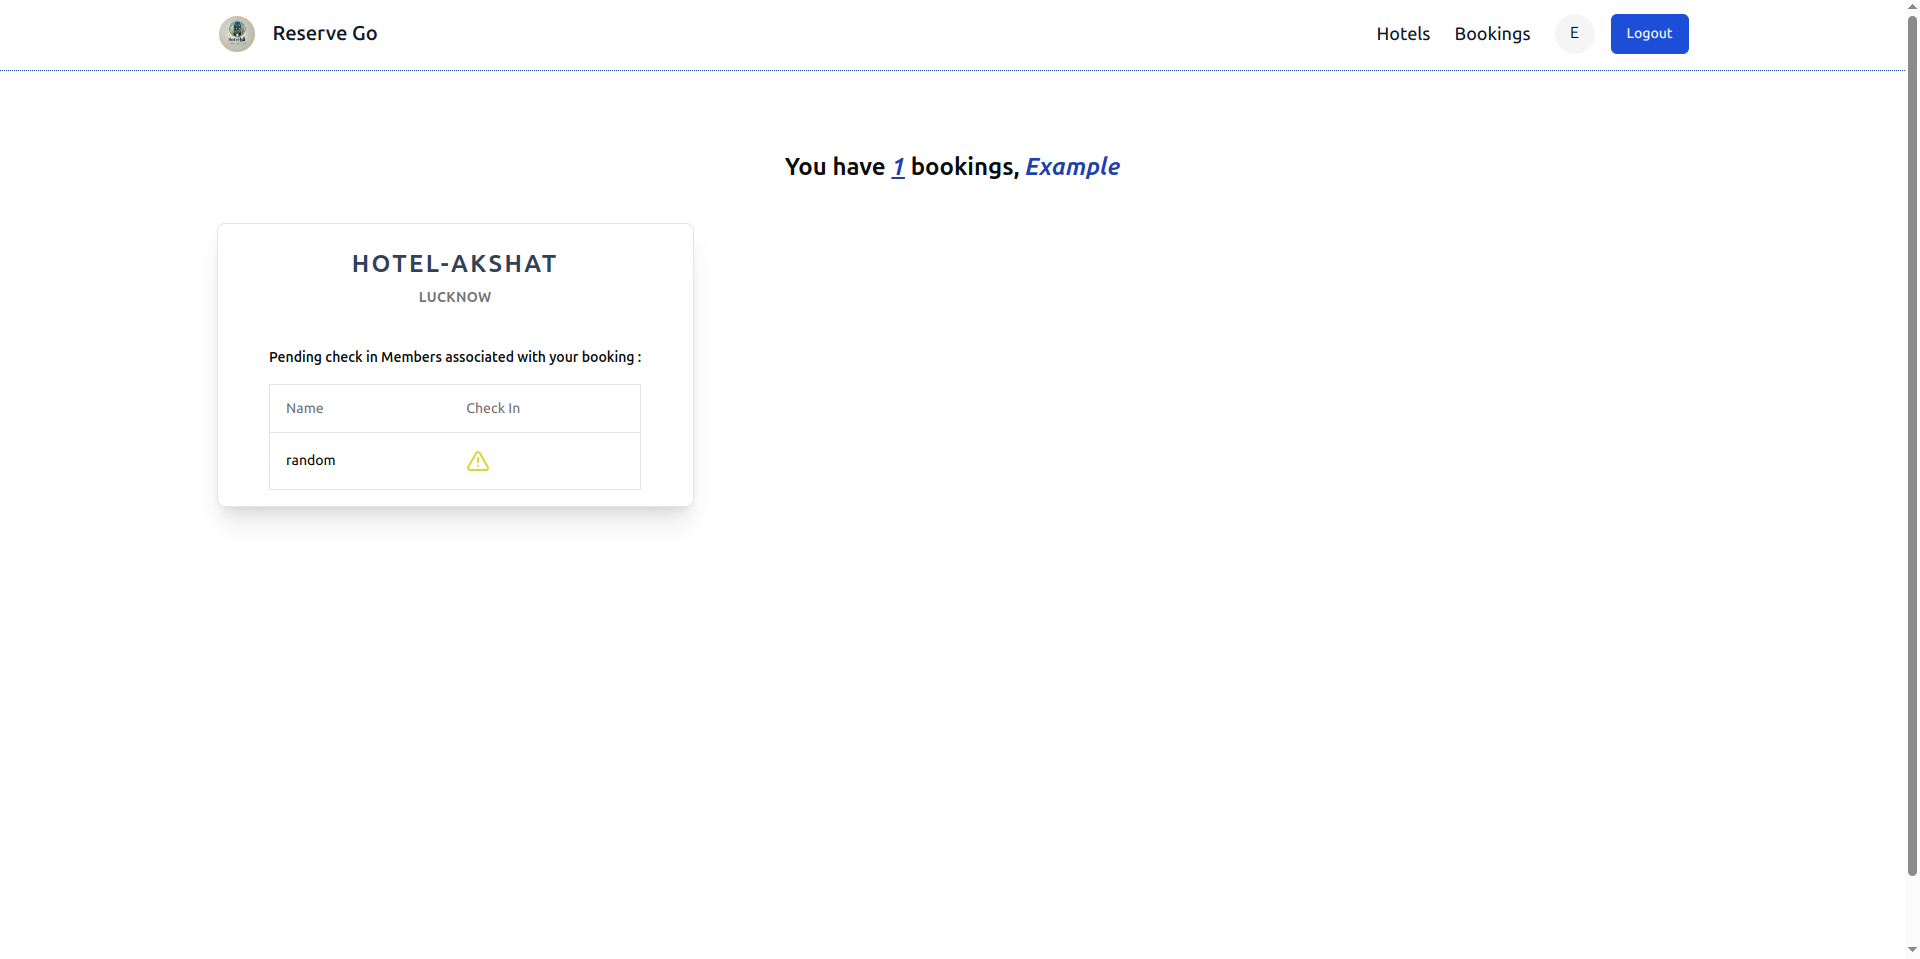 Reserve Go
Hotels
Bookings
E
Logout
You have 1 bookings, Example
HOTEL-AKSHAT
LUCKNOW
Pending check in Members associated with your booking :
Name
Check In
random